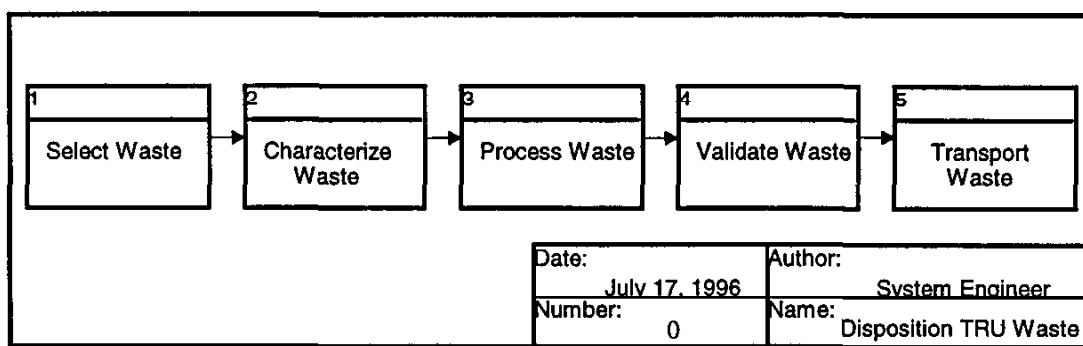 1
Select Waste
2
Characterize
Waste
3
Process Waste
4
Validate Waste
5
Transport
Waste
Date:
July 17, 1996
Author:
System Engineer
Number:
0
Name:
Disposition TRU Waste